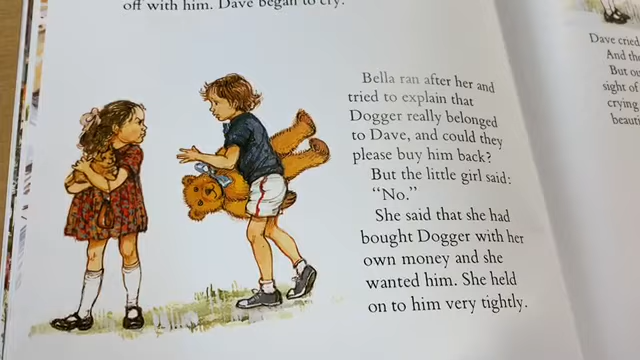 off with him. Dave began to cry.
Bella ran after her and
tried to explain that
Dogger really belonged
to Dave, and could they
please buy him back?
But the little girl said:
“No.”
She said that she had
bought Dogger with her
own money and she
wanted him. She held
on to him very tightly.
Dave cried
And the
But
sight of
crying
beauti